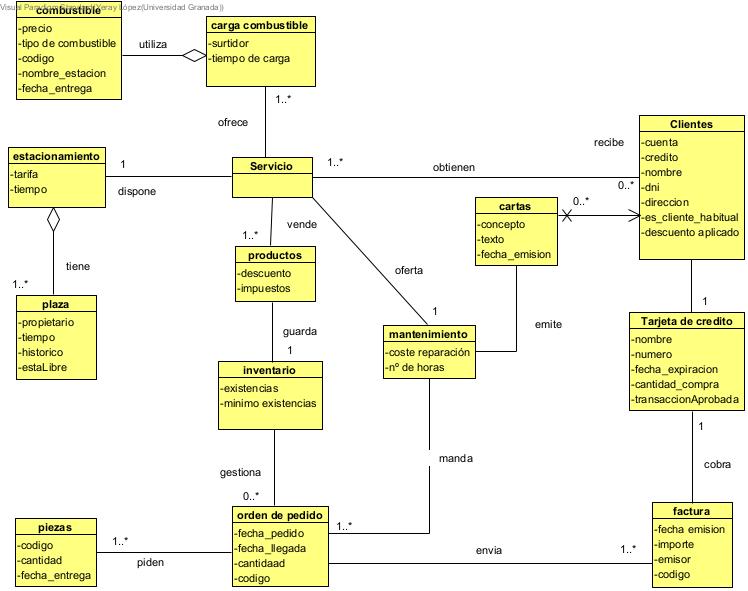 Visual Paradigm Standard(Yeray López(Universidad Granada))
combustible
-precio
-tipo de combustible
-codigo
-nombre_estacion
-fecha_entrega
utiliza
carga combustible
-surtidor
-tiempo de carga
1..*
ofrece
estacionamiento
-tarifa
-tiempo
1
dispone
Servicio
1..*
obtienen
recibe
0..*
Clientes
-cuenta
-credito
-nombre
-dni
-direccion
-es_cliente_habitual
-descuento aplicado
cartas
-concepto
-texto
-fecha_emision
0..*
vende
1..*
productos
-descuento
-impuestos
oferta
1
tiene
1..*
plaza
-propietario
-tiempo
-historico
-estaLibre
guarda
1
mantenimiento
-coste reparación
-nº de horas
emite
1
Tarjeta de credito
-nombre
-numero
-fecha_expiracion
-cantidad_compra
-transaccionAprobada
inventario
-existencias
-minimo existencias
manda
1
cobra
gestiona
0..*
orden de pedido
-fecha_pedido
-fecha_llegada
-cantidaad
-codigo
1..*
piezas
-codigo
-cantidad
-fecha_entrega
1..*
piden
envia
1..*
factura
-fecha emision
-importe
-emisor
-codigo